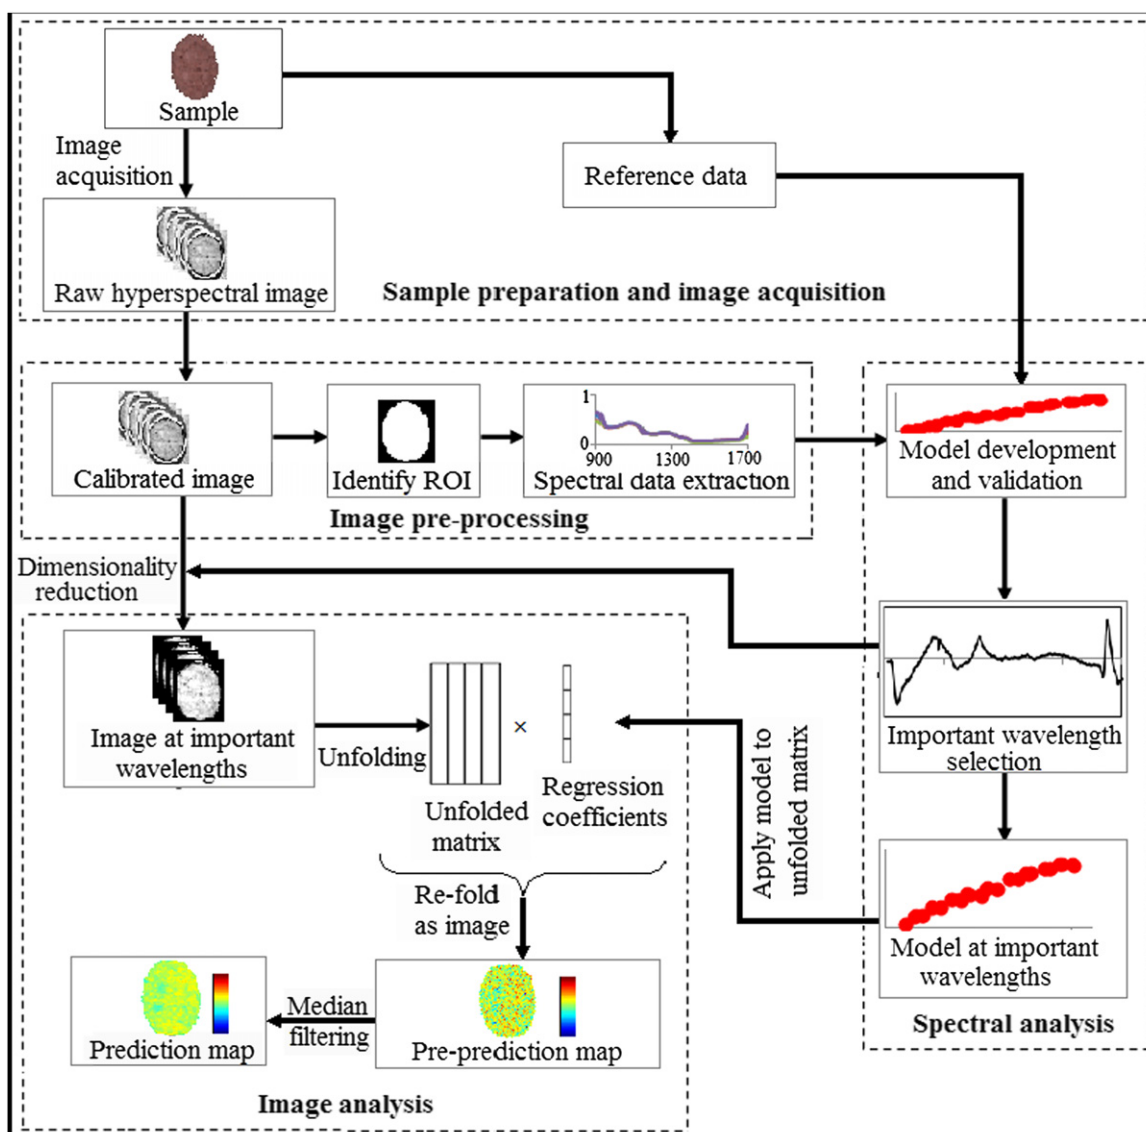 Sample
Image
acquisition
Reference data
Raw hyperspectral image
Sample preparation and image acquisition
Calibrated image
Identify ROI
1
0
900
1300
1700
Spectral data extraction
Image pre-processing
Model development
and validation
Dimensionality
reduction
Image at important
wavelengths
Unfolding
×
Unfolded
matrix
Regression
coefficients
Apply model to
unfolded matrix
Important wavelength
selection
Re-fold
as image
Model at important
wavelengths
Spectral analysis
Prediction map
Median
filtering
Pre-prediction map
Image analysis